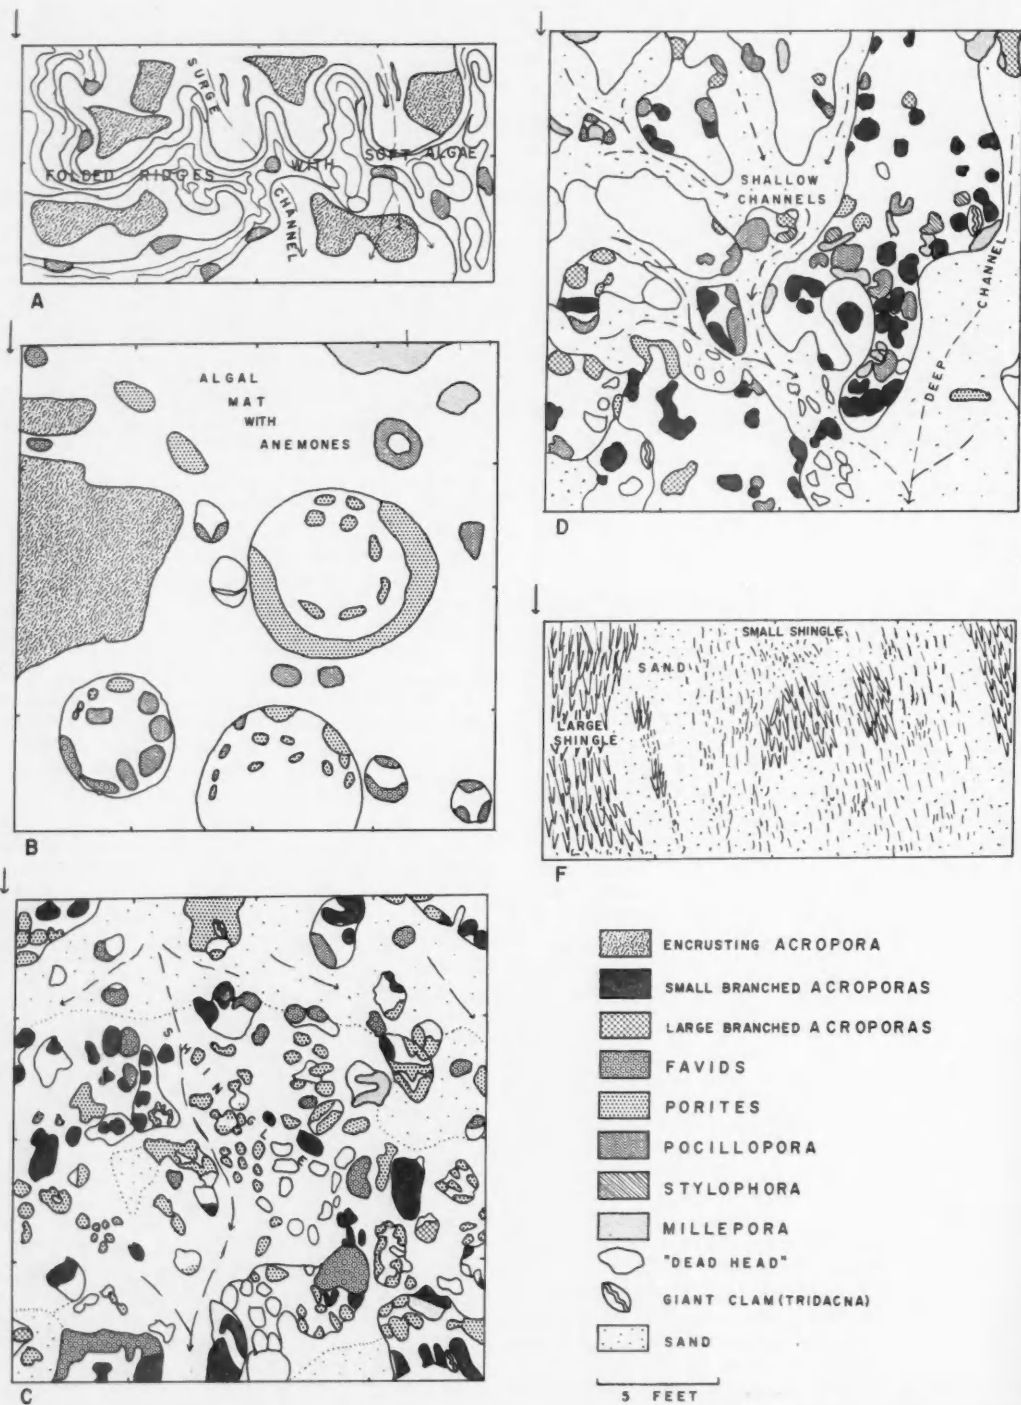 SURGE
CHANNEL
FOLDED RIDGES WITH SOFT ALGAE
A
ALGAL
MAT
WITH
ANEMONES
B
SHINGLE
C
SHALLOW
CHANNELS
DEEP CHANNEL
D
SMALL SHINGLE
SAND
LARGE
SHINGLE
F
ENCRUSTING ACROPORA
SMALL BRANCHED ACROPORAS
LARGE BRANCHED ACROPORAS
FAVIDS
PORITES
POCILLOPORA
STYLOPHORA
MILLEPORA
"DEAD HEAD"
GIANT CLAM (TRIDACNA)
SAND
5 FEET